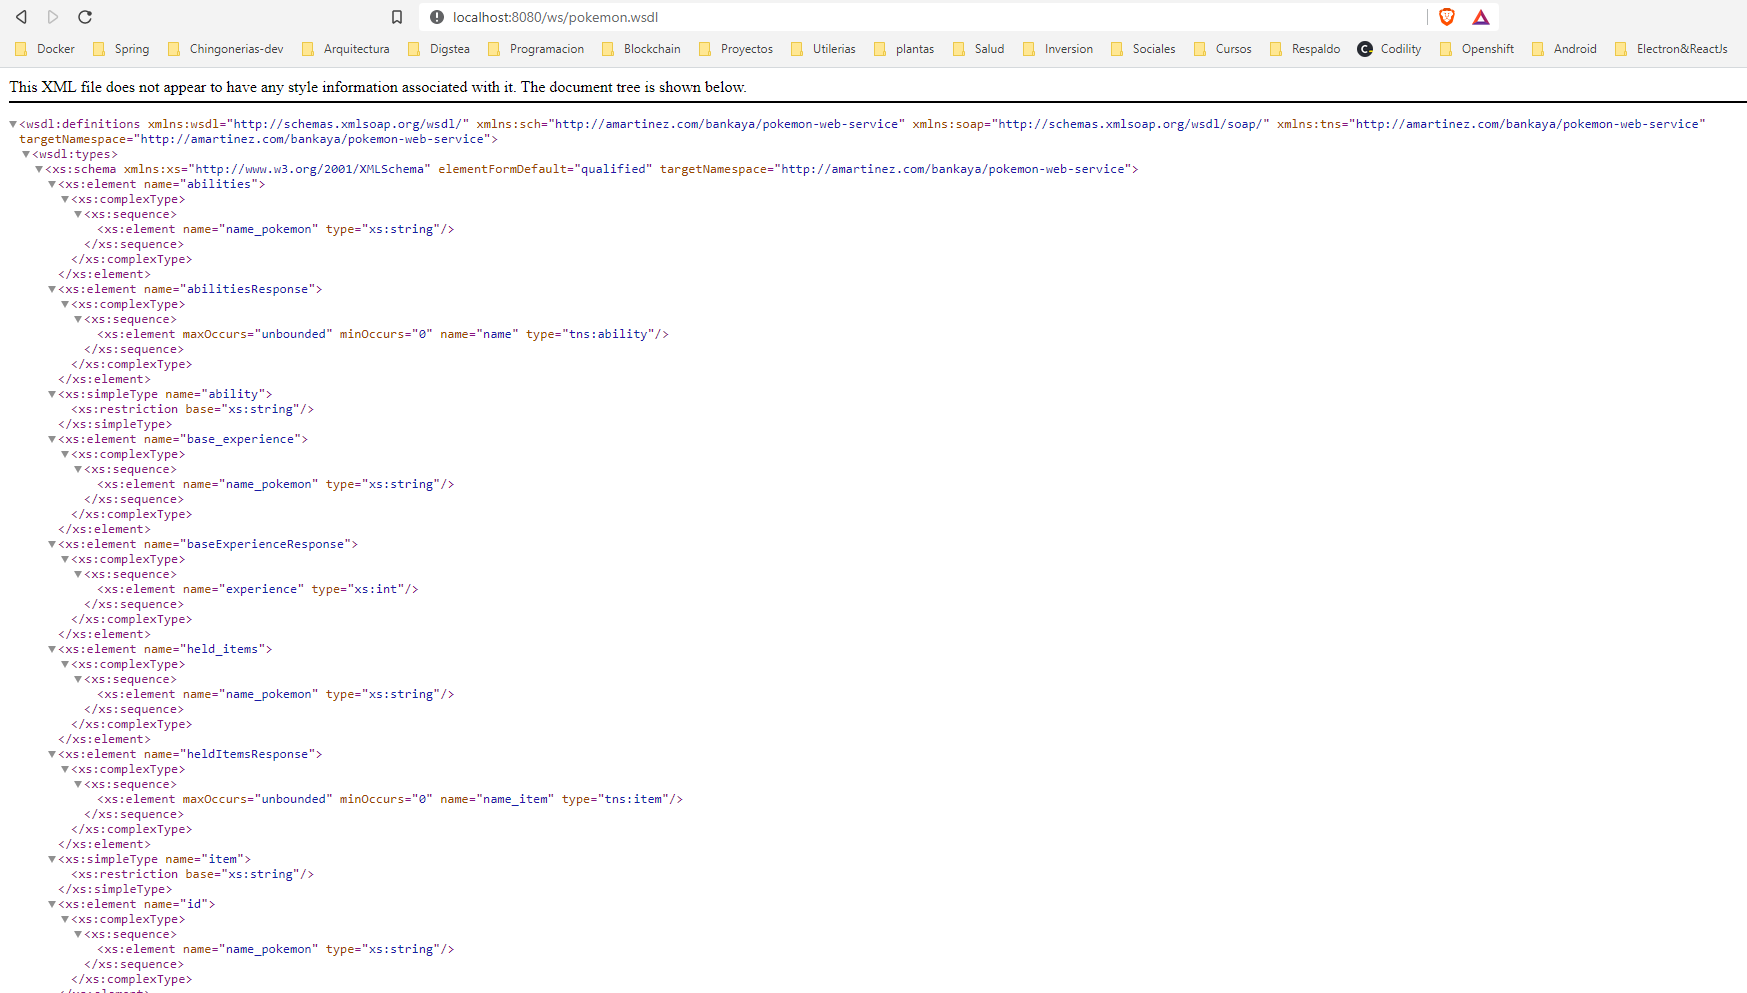 localhost:8080/ws/pokemon.wsdl
Docker Spring Chingonerias-dev Arquitectura Digstea Programacion Blockchain Proyectos Utilerias plantas Salud Inversion Sociales Cursos Respaldo Codility Openshift Android Electron&ReactJs
This XML file does not appear to have any style information associated with it. The document tree is shown below.
<wsdl:definitions xmlns:wsdl="http://schemas.xmlsoap.org/wsdl/" xmlns:sch="http://amartinez.com/bankaya/pokemon-web-service" xmlns:soap="http://schemas.xmlsoap.org/wsdl/soap/" xmlns:tns="http://amartinez.com/bankaya/pokemon-web-service"
targetNamespace="http://amartinez.com/bankaya/pokemon-web-service">
<wsdl:types>
<xs:schema xmlns:xs="http://www.w3.org/2001/XMLSchema" elementFormDefault="qualified" targetNamespace="http://amartinez.com/bankaya/pokemon-web-service">
<xs:element name="abilities">
<xs:complexType>
<xs:sequence>
<xs:element name="name_pokemon" type="xs:string"/>
</xs:sequence>
</xs:complexType>
</xs:element>
<xs:element name="abilitiesResponse">
<xs:complexType>
<xs:sequence>
<xs:element maxOccurs="unbounded" minOccurs="0" name="name" type="tns:ability"/>
</xs:sequence>
</xs:complexType>
</xs:element>
<xs:simpleType name="ability">
<xs:restriction base="xs:string"/>
</xs:simpleType>
<xs:element name="base_experience">
<xs:complexType>
<xs:sequence>
<xs:element name="name_pokemon" type="xs:string"/>
</xs:sequence>
</xs:complexType>
</xs:element>
<xs:element name="baseExperienceResponse">
<xs:complexType>
<xs:sequence>
<xs:element name="experience" type="xs:int"/>
</xs:sequence>
</xs:complexType>
</xs:element>
<xs:element name="held_items">
<xs:complexType>
<xs:sequence>
<xs:element name="name_pokemon" type="xs:string"/>
</xs:sequence>
</xs:complexType>
</xs:element>
<xs:element name="heldItemsResponse">
<xs:complexType>
<xs:sequence>
<xs:element maxOccurs="unbounded" minOccurs="0" name="name_item" type="tns:item"/>
</xs:sequence>
</xs:complexType>
</xs:element>
<xs:simpleType name="item">
<xs:restriction base="xs:string"/>
</xs:simpleType>
<xs:element name="id">
<xs:complexType>
<xs:sequence>
<xs:element name="name_pokemon" type="xs:string"/>
</xs:sequence>
</xs:complexType>
</xs:element>